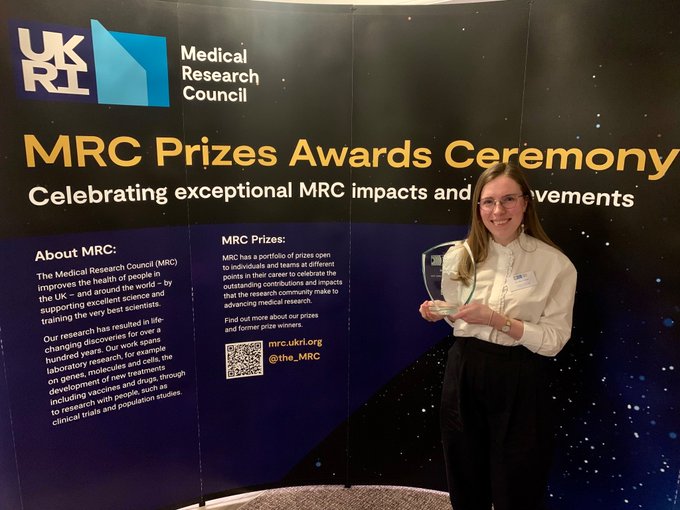 UK
RI
Medical
Research
Council
MRC Prizes Awards Ceremony
Celebrating exceptional MRC impacts and
About MRC:
The Medical Research Council (MRC)
improves the health of people in
the UK – and around the world – by
supporting excellent science and
training the very best scientists.
Our research has resulted in life-
changing discoveries for over a
hundred years. Our work spans
laboratory research, for example
on genes, molecules and cells, the
development of new treatments
including vaccines and drugs, through
to research with people, such as
clinical trials and population studies.
MRC Prizes:
MRC has a portfolio of prizes open
to individuals and teams at different
points in their career to celebrate the
outstanding contributions and impacts
that the research community make to
advancing medical research.
Find out more about our prizes
and former prize winners.
mrc.ukri.org
@the_MRC